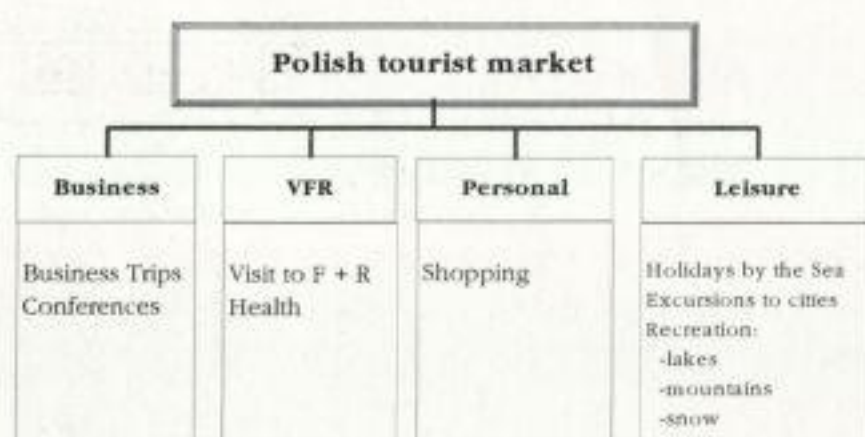 Polish tourist market
Business
VFR
Personal
Leisure
Business Trips
Conferences
Visit to F + R
Health
Shopping
Holidays by the Sea
Excursions to cities
Recreation:
-lakes
-mountains
-snow